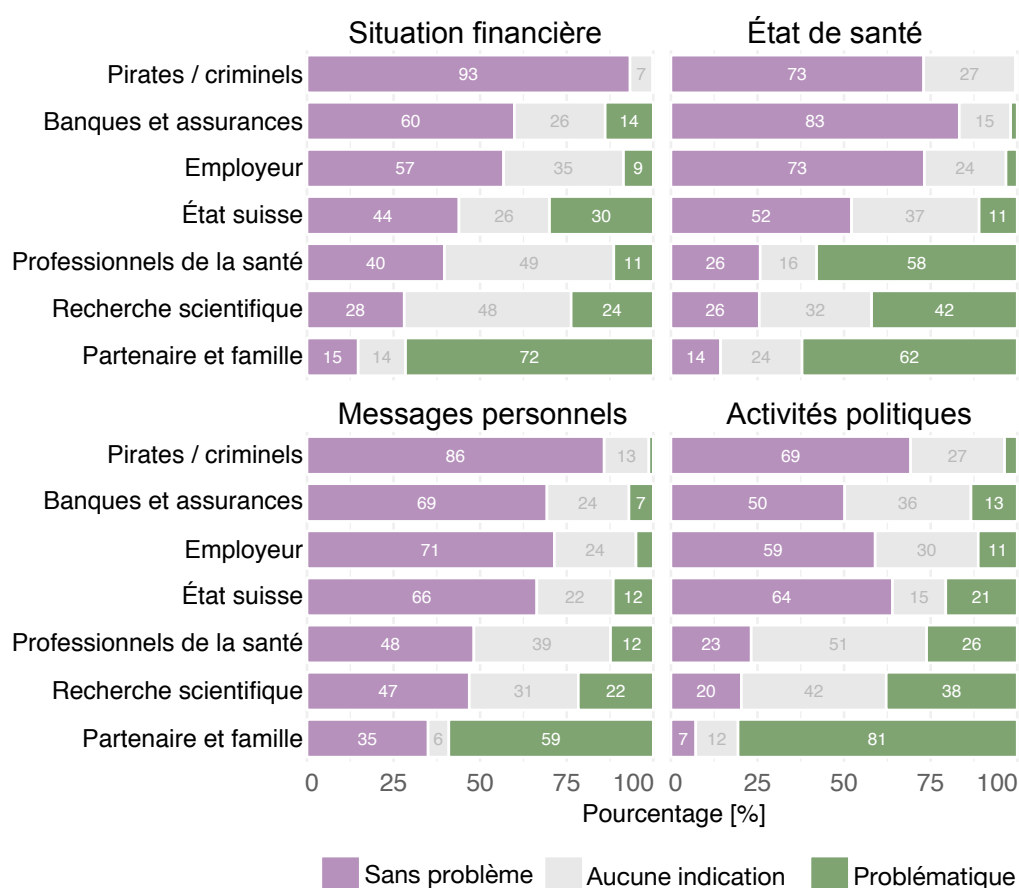 Situation financière État de santé
Pirates / criminels 93 7 73 27
Banques et assurances 60 26 14 83 15
Employeur 57 35 9 73 24
État suisse 44 26 30 52 37 11
Professionnels de la santé 40 49 11 26 16 58
Recherche scientifique 28 48 24 26 32 42
Partenaire et famille 15 14 72 14 24 62
Messages personnels Activités politiques
Pirates / criminels 86 13 69 27
Banques et assurances 69 24 7 50 36 13
Employeur 71 24 59 30 11
État suisse 66 22 12 64 15 21
Professionnels de la santé 48 39 12 23 51 26
Recherche scientifique 47 31 22 20 42 38
Partenaire et famille 35 6 59 7 12 81
0 25 50 75 100 0 25 50 75 100
Pourcentage [%]
Sans problème Aucune indication Problématique